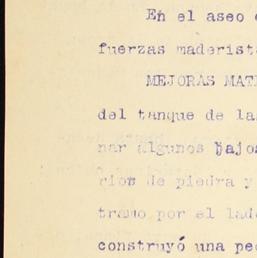 En el aseo
fuerzas maderist
MEJORAS MAT
del tanque de la
nar algunos bajos
rios de piedra y
tramo por el lad
construyó una pe